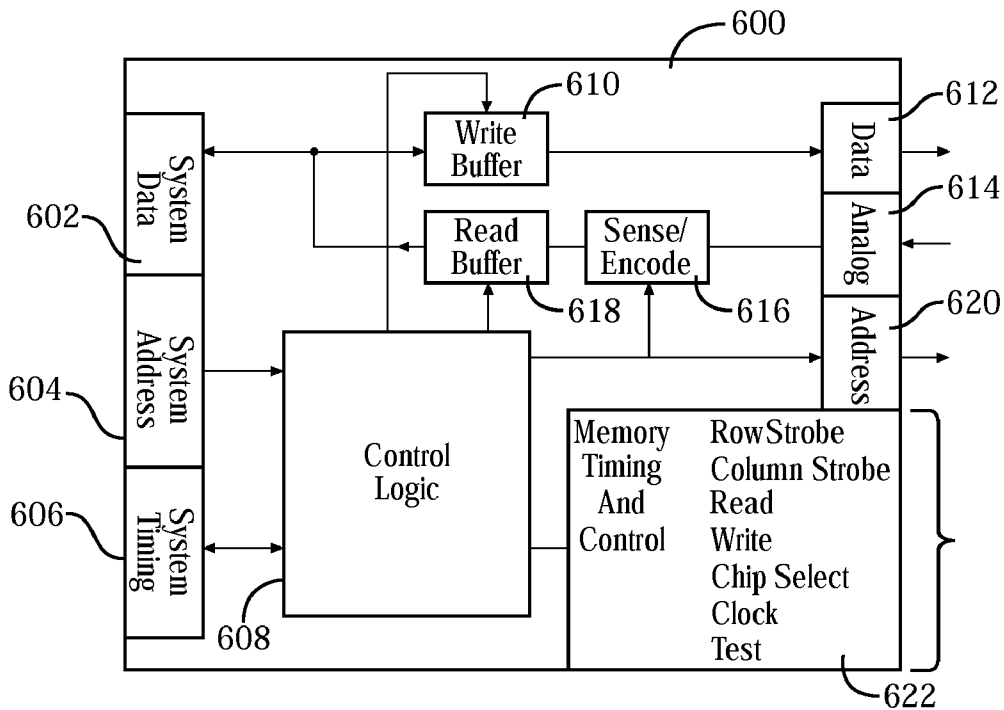 600
610
612
Write
Buffer
Data
System
Data
602
614
Analog
Read
Buffer
Sense/
Encode
618
616
620
Address
System
Address
604
Control
Logic
Memory
Timing
And
Control
RowStrobe
Column Strobe
Read
Write
Chip Select
Clock
Test
606
System
Timing
608
622